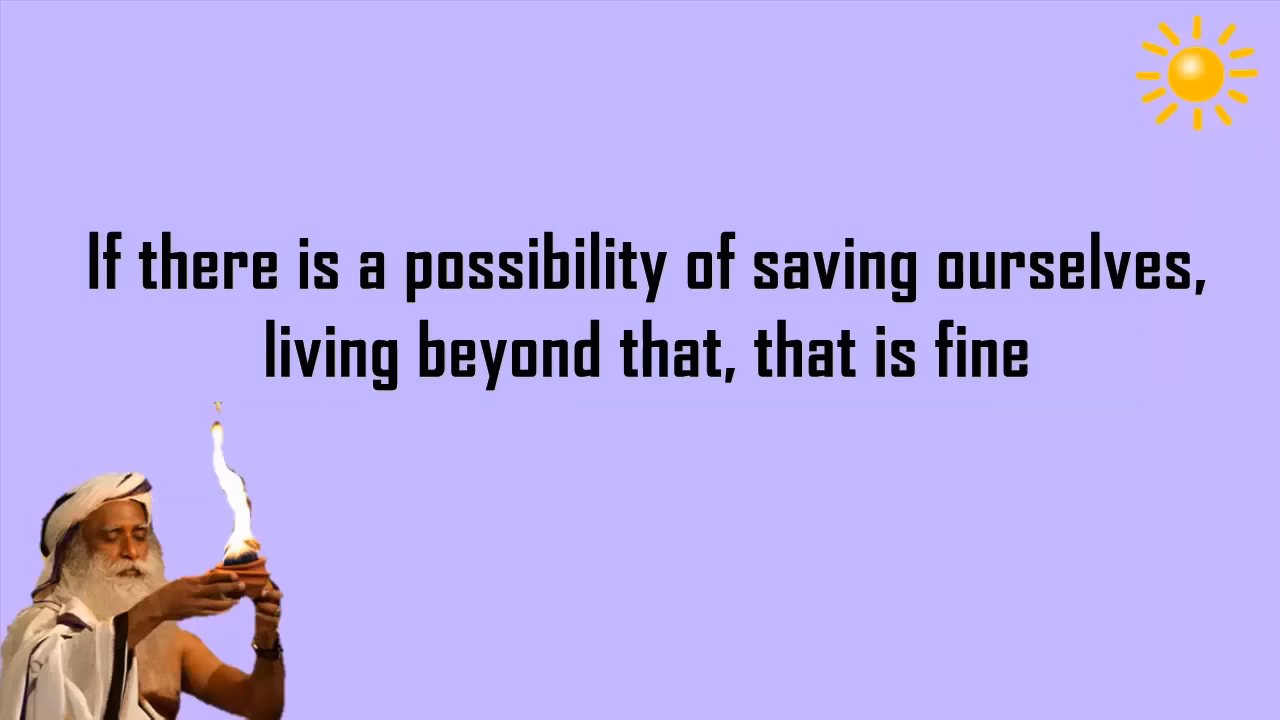 If there is a possibility of saving ourselves,
living beyond that, that is fine